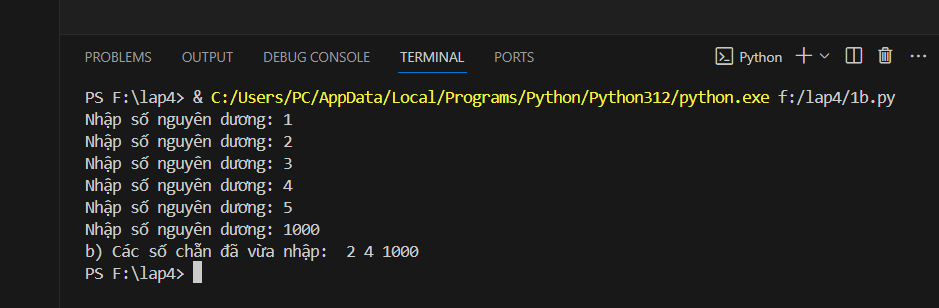 PROBLEMS OUTPUT DEBUG CONSOLE TERMINAL PORTS Python
PS F:\lap4> & C:/Users/PC/AppData/Local/Programs/Python/Python312/python.exe f:/lap4/1b.py
Nhập số nguyên dương: 1
Nhập số nguyên dương: 2
Nhập số nguyên dương: 3
Nhập số nguyên dương: 4
Nhập số nguyên dương: 5
Nhập số nguyên dương: 1000
b) Các số chẵn đã vừa nhập:  2 4 1000
PS F:\lap4>